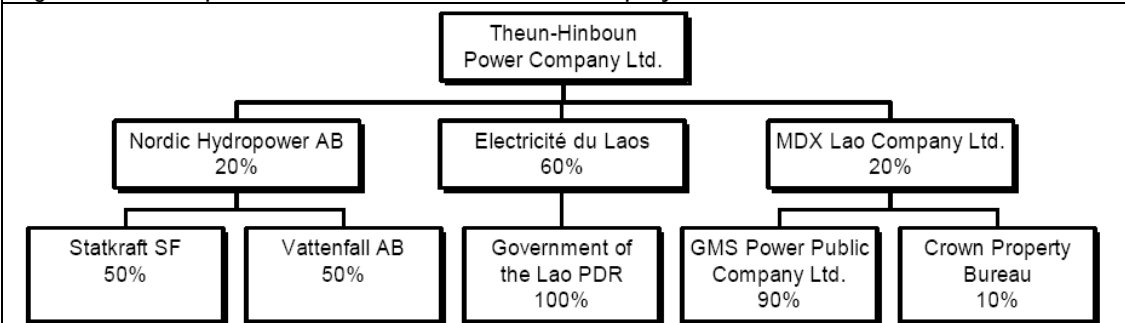 Theun-Hinboun
Power Company Ltd.
Nordic Hydropower AB
20%
Electricité du Laos
60%
MDX Lao Company Ltd.
20%
Statkraft SF
50%
Vattenfall AB
50%
Government of
the Lao PDR
100%
GMS Power Public
Company Ltd.
90%
Crown Property
Bureau
10%